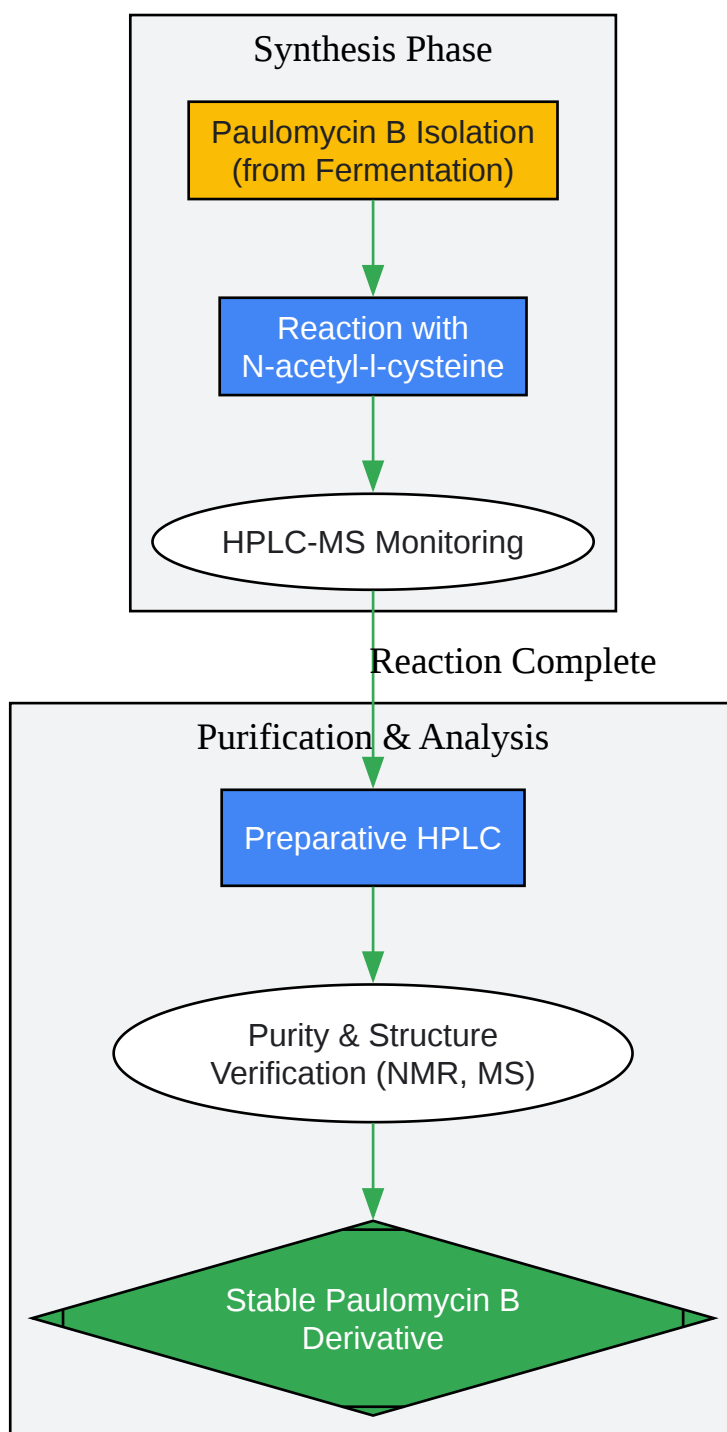 Synthesis Phase
Paulomycin B Isolation
(from Fermentation)
Reaction with
N-acetyl-l-cysteine
HPLC-MS Monitoring
Reaction Complete
Purification & Analysis
Preparative HPLC
Purity & Structure
Verification (NMR, MS)
Stable Paulomycin B
Derivative